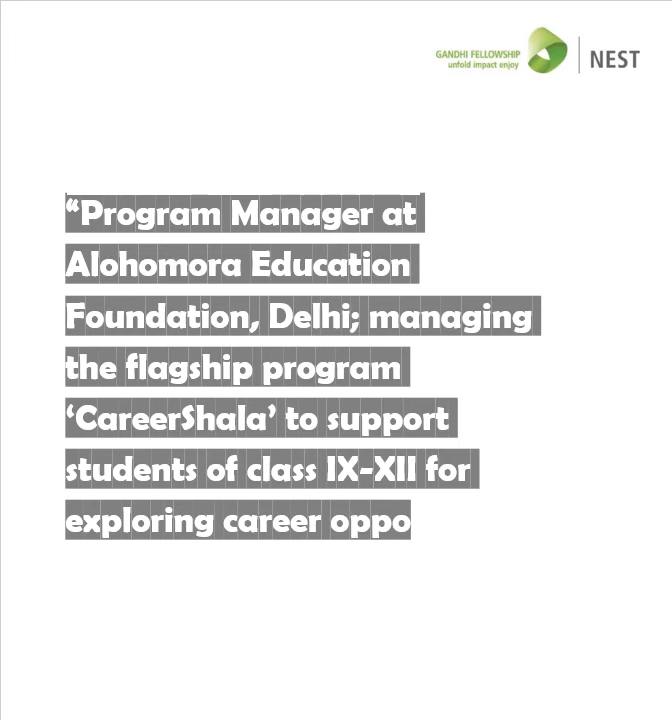 GANDHI FELLOWSHIP
unfold impact enjoy
NEST
“Program Manager at
Alohomora Education
Foundation, Delhi; managing
the flagship program
‘CareerShala’ to support
students of class IX-XII for
exploring career oppo